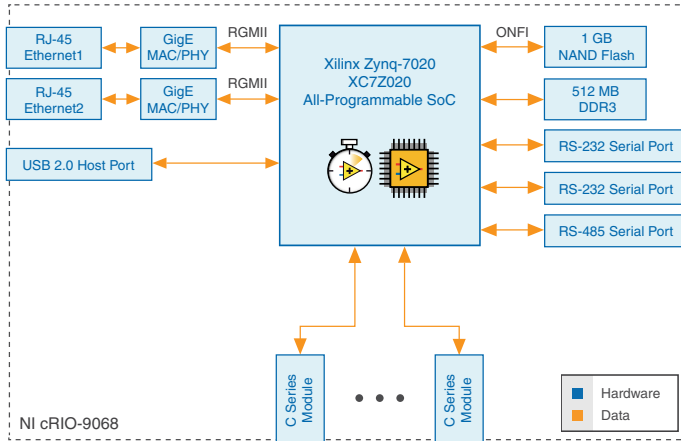 RJ-45
Ethernet1
GigE
MAC/PHY
RGMII
RJ-45
Ethernet2
GigE
MAC/PHY
RGMII
USB 2.0 Host Port
Xilinx Zynq-7020
XC7Z020
All-Programmable SoC
ONFI
1 GB
NAND Flash
512 MB
DDR3
RS-232 Serial Port
RS-232 Serial Port
RS-485 Serial Port
C Series
Module
C Series
Module
NI cRIO-9068
Hardware
Data